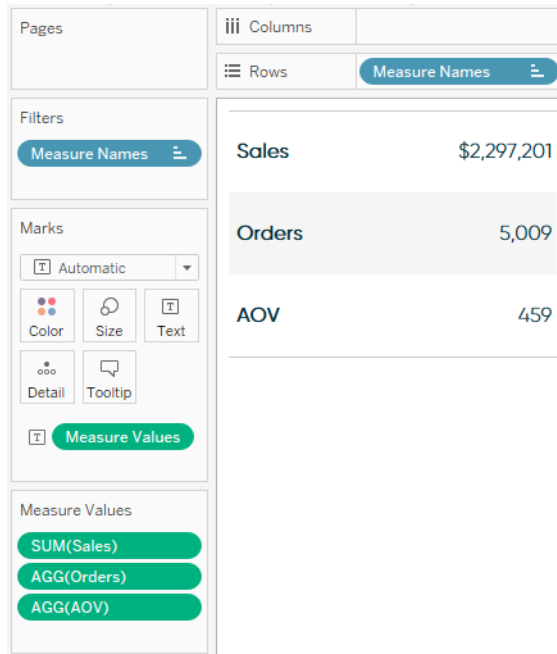 Pages
Columns
Rows
Measure Names
Filters
Measure Names
Marks
Automatic
Color
Size
Text
Detail
Tooltip
Measure Values
Measure Values
SUM(Sales)
AGG(Orders)
AGG(AOV)
Sales $2,297,201
Orders 5,009
AOV 459